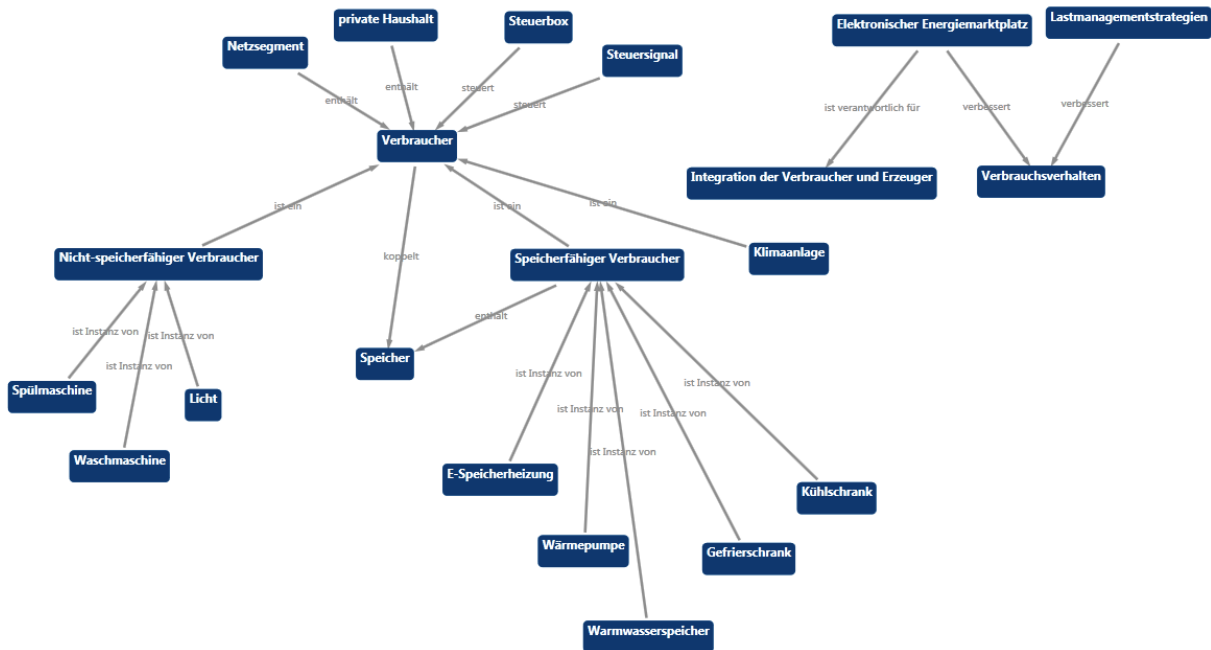 private Haushalt
Steuerbox
Elektronischer Energiemarktplatz
Lastmanagementstrategien
Netzsegment
Steuersignal
enthält
enthält
steuert
steuert
ist verantwortlich für
verbessert
verbessert
Verbraucher
Integration der Verbraucher und Erzeuger
Verbrauchsverhalten
ist ein
ist ein
ist ein
Nicht-speicherfähiger Verbraucher
koppelt
Speicherfähiger Verbraucher
Klimaanlage
ist Instanz von
ist Instanz von
ist Instanz von
enthält
Speicher
Spülmaschine
Licht
Waschmaschine
ist Instanz von
ist Instanz von
ist Instanz von
ist Instanz von
ist Instanz von
E-Speicherheizung
Kühlschrank
Wärmepumpe
Gefrierschrank
Warmwasserspeicher